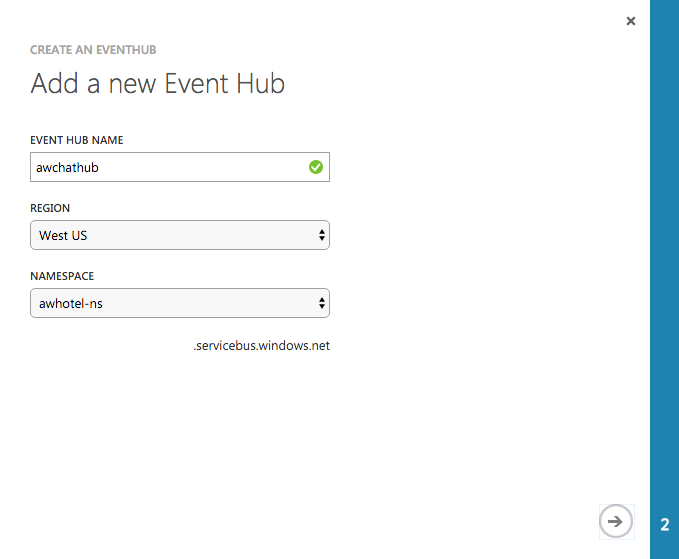 CREATE AN EVENTHUB
Add a new Event Hub
EVENT HUB NAME
awchathub
REGION
West US
NAMESPACE
awhotel-ns
.servicebus.windows.net
2